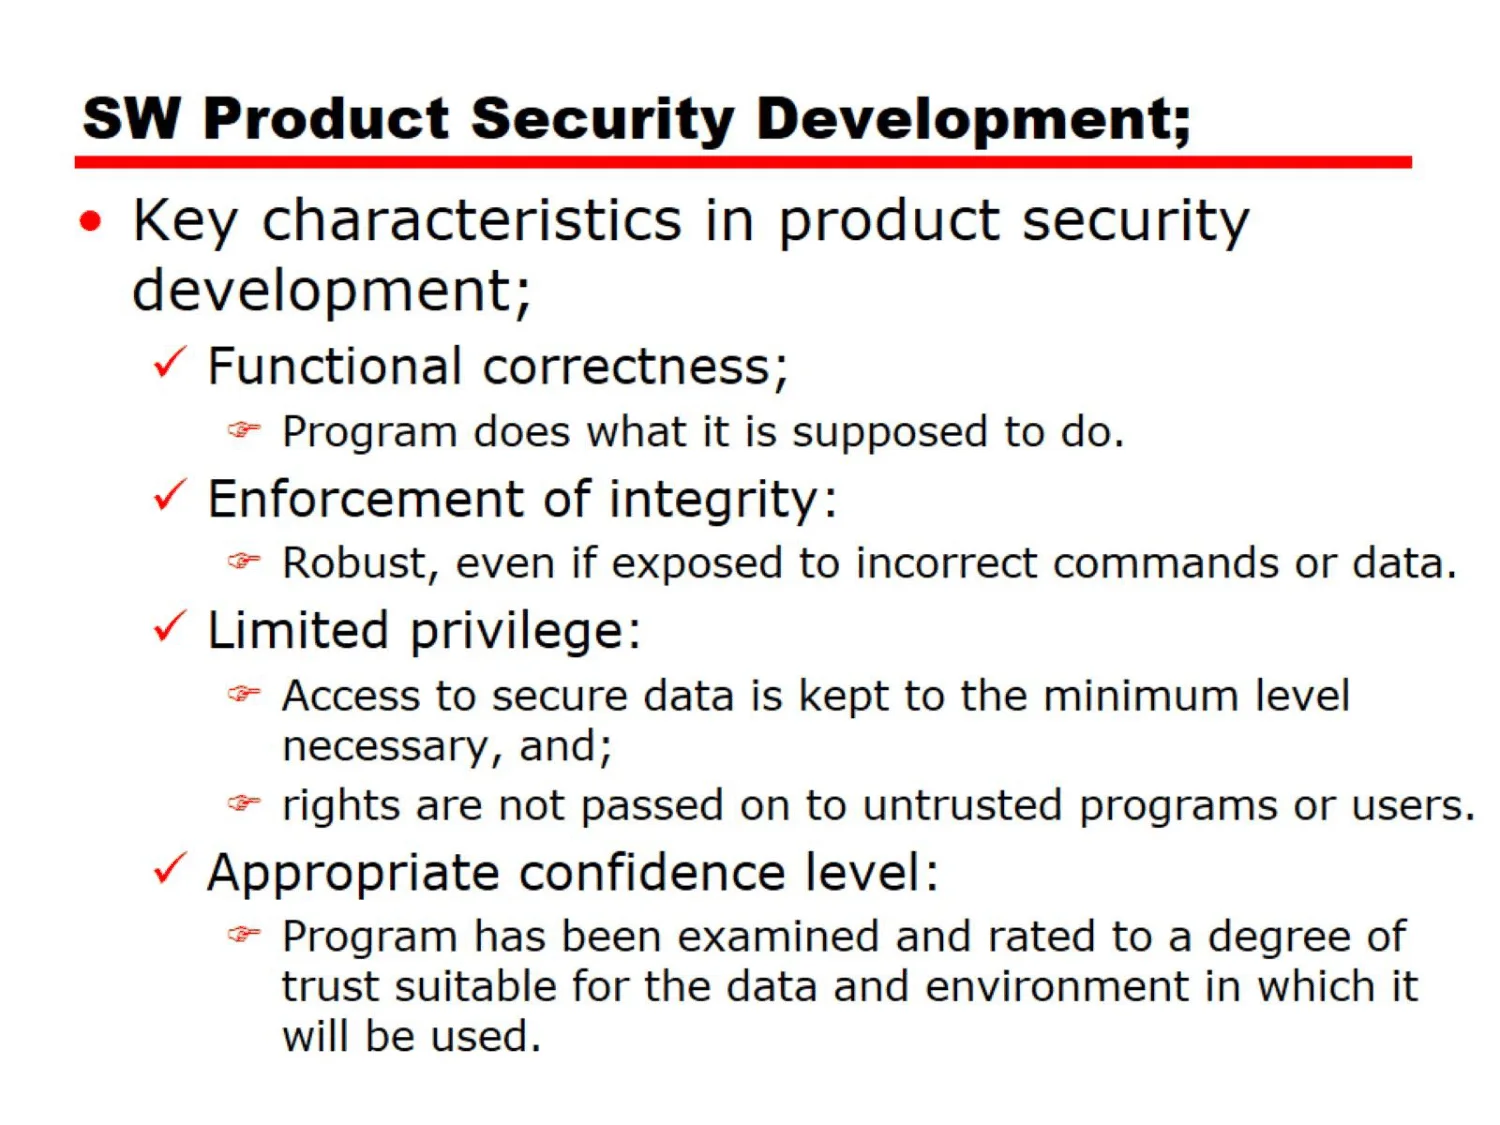 SW Product Security Development;
Key characteristics in product security
development;
Functional correctness;
Program does what it is supposed to do.
Enforcement of integrity:
Robust, even if exposed to incorrect commands or data.
Limited privilege:
Access to secure data is kept to the minimum level
necessary, and;
rights are not passed on to untrusted programs or users.
Appropriate confidence level:
Program has been examined and rated to a degree of
trust suitable for the data and environment in which it
will be used.